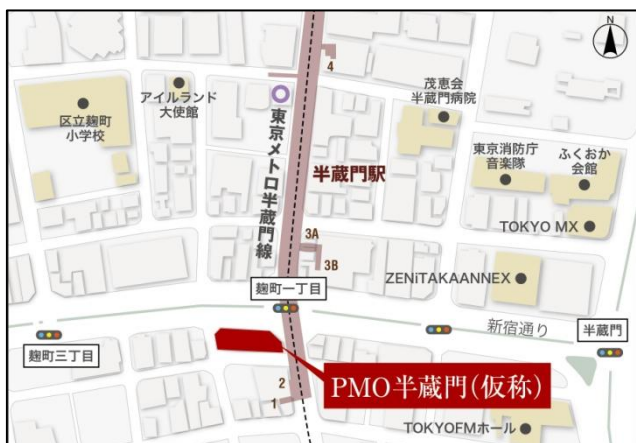 N
4
茂恵会
半蔵門病院
アイルランド
大使館
区立麹町
小学校
東京メトロ半蔵門線
半蔵門駅
東京消防庁
音楽隊
ふくおか
会館
TOKYO MX
3A
3B
ZENiTAKAANNEX
麹町一丁目
新宿通り
半蔵門
麹町三丁目
PMO半蔵門(仮称)
2
1
TOKYOFMホール